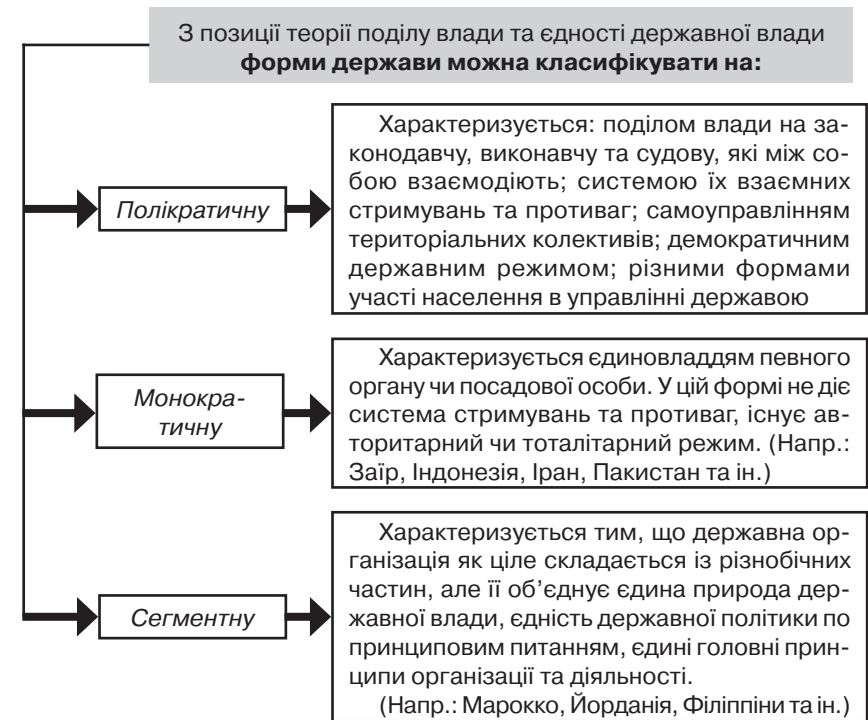 З позиції теорії поділу влади та єдності державної влади
форми держави можна класифікувати на:
Полікратичну
Характеризується: поділом влади на за-
конодавчу, виконавчу та судову, які між со-
бою взаємодіють; системою їх взаємних
стримувань та противаг; самоуправлінням
територіальних колективів; демократичним
державним режимом; різними формами
участі населення в управлінні державою
Монокра-
тичну
Характеризується єдиновладдям певного
органу чи посадової особи. У цій формі не діє
система стримувань та противаг, існує ав-
торитарний чи тоталітарний режим. (Напр.:
Заїр, Індонезія, Іран, Пакистан та ін.)
Сегментну
Характеризується тим, що державна ор-
ганізація як ціле складається із різнобічних
частин, але її об’єднує єдина природа дер-
жавної влади, єдність державної політики по
принциповим питанням, єдині головні прин-
ципи організації та діяльності.
(Напр.: Марокко, Йорданія, Філіппіни та ін.)